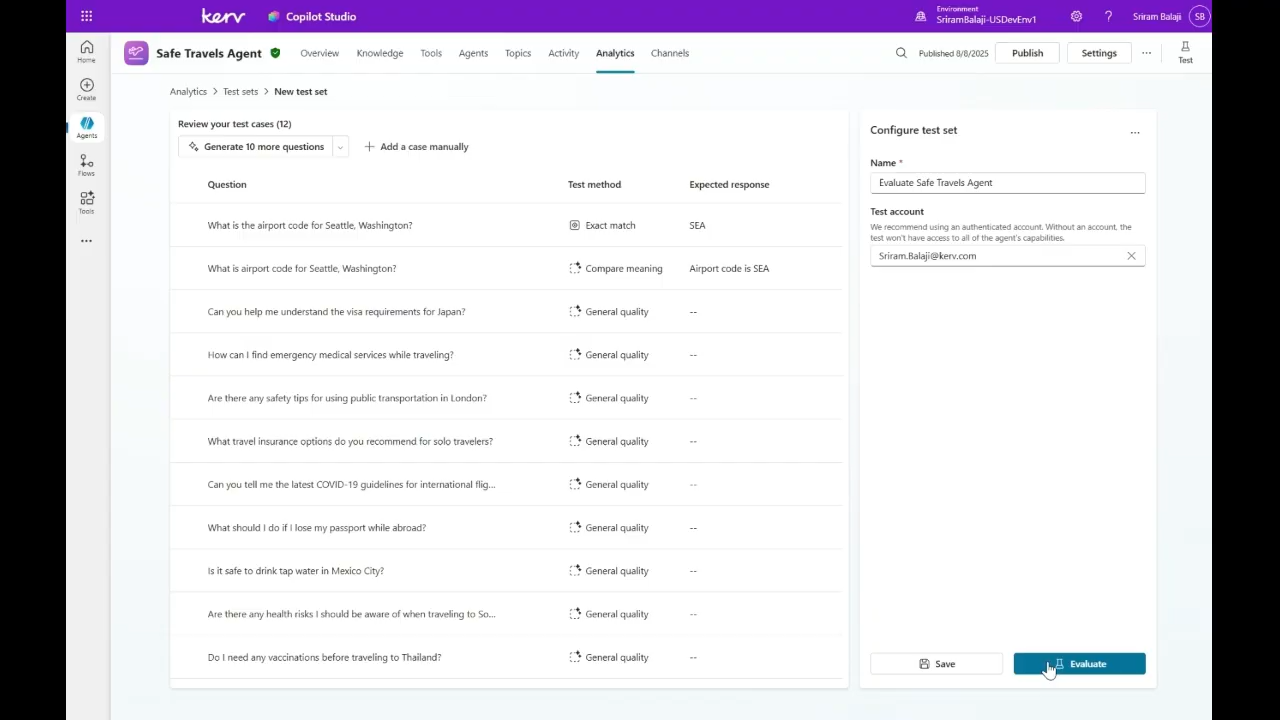 kerv
Copilot Studio
Environment
SriramBalaji-USDevEnv1
Sriram Balaji
SB
Home
Create
Agents
Flows
Tools
Safe Travels Agent
Overview
Knowledge
Tools
Agents
Topics
Activity
Analytics
Channels
Published 8/8/2025
Publish
Settings
Test
Analytics > Test sets > New test set
Review your test cases (12)
Generate 10 more questions
Add a case manually
Question Test method Expected response
What is the airport code for Seattle, Washington? Exact match SEA
What is airport code for Seattle, Washington? Compare meaning Airport code is SEA
Can you help me understand the visa requirements for Japan? General quality --
How can I find emergency medical services while traveling? General quality --
Are there any safety tips for using public transportation in London? General quality --
What travel insurance options do you recommend for solo travelers? General quality --
Can you tell me the latest COVID-19 guidelines for international flig... General quality --
What should I do if I lose my passport while abroad? General quality --
Is it safe to drink tap water in Mexico City? General quality --
Are there any health risks I should be aware of when traveling to So... General quality --
Do I need any vaccinations before traveling to Thailand? General quality --
Configure test set
Name *
Evaluate Safe Travels Agent
Test account
We recommend using an authenticated account. Without an account, the
test won't have access to all of the agent's capabilities.
Sriram.Balaji@kerv.com
Save
Evaluate